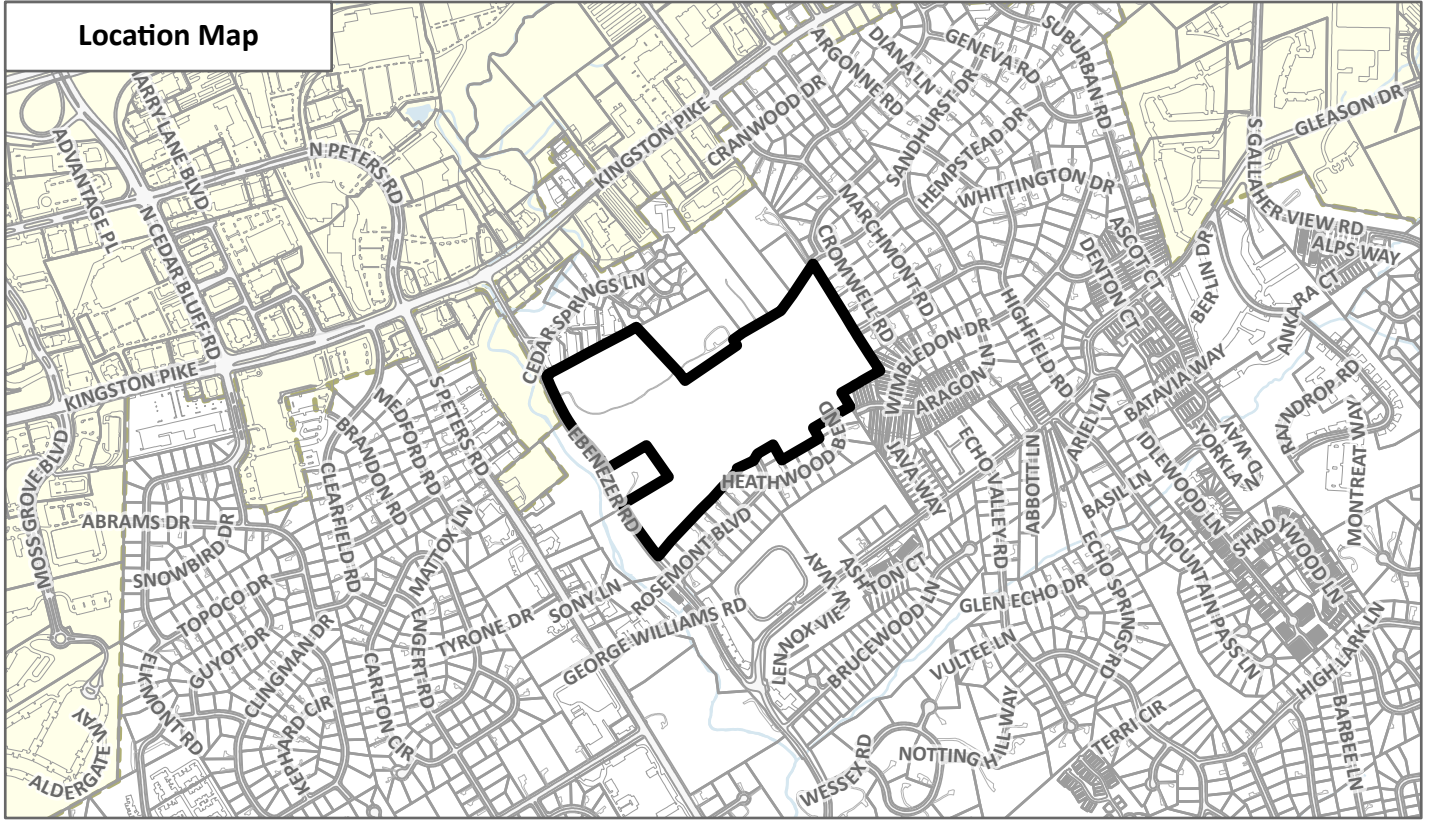 Location Map
ARGONNE RD
DIANA LN
GENEVA RD
SUBURBAN RD
SANDHURST DR
HEMPSTEAD DR
CRANWOOD DR
KINGSTON PIKE
N PETERS RD
ADVANTAGE PL
N CEDAR BLUFF RD
S GALLAHER VIEW RD
GLEASON DR
WHITTINGTON DR
MARCHMONT RD
CROMWELL RD
ASCOT CT
DENTON CT
BERLIN DR
ALPS WAY
ANKARA CT
CEDAR SPRINGS LN
HIGHFIELD RD
WIMBLEDON DR
ARAGON LN
BATAVIA WAY
RAINDROP RD
KINGSTON PIKE
S PETERS RD
MEDFORD RD
BRANDON RD
CLEARFIELD RD
MOSS GROVE BLVD
EBENEZER RD
HEATHWOOD BLVD
JAVA WAY
ECHO VALLEY RD
ABBOTT LN
ARIEL LN
IDLEWOOD LN
YORKLAND WAY
MONTREAT WAY
BASIL LN
ABRAMS DR
SNOWBIRD DR
MATTOX LN
ROSEMONT BLVD
ASHTON CT
LENNOX VIEW WAY
SHADYWOOD LN
MOUNTAIN PASS LN
ECHO SPRINGS RD
GLEN ECHO DR
TOPOCO DR
GUYOT DR
CLINGMAN DR
ENGERT RD
TYRONE DR
SONY LN
GEORGE WILLIAMS RD
BRUCEWOOD LN
VULTEE LN
HIGH LARK LN
ELKMONT RD
CARLTON CIR
KEPHARD CIR
ALDERGATE WAY
WESSEX RD
NOTTING HILL WAY
TERRI CIR
BARBEE LN